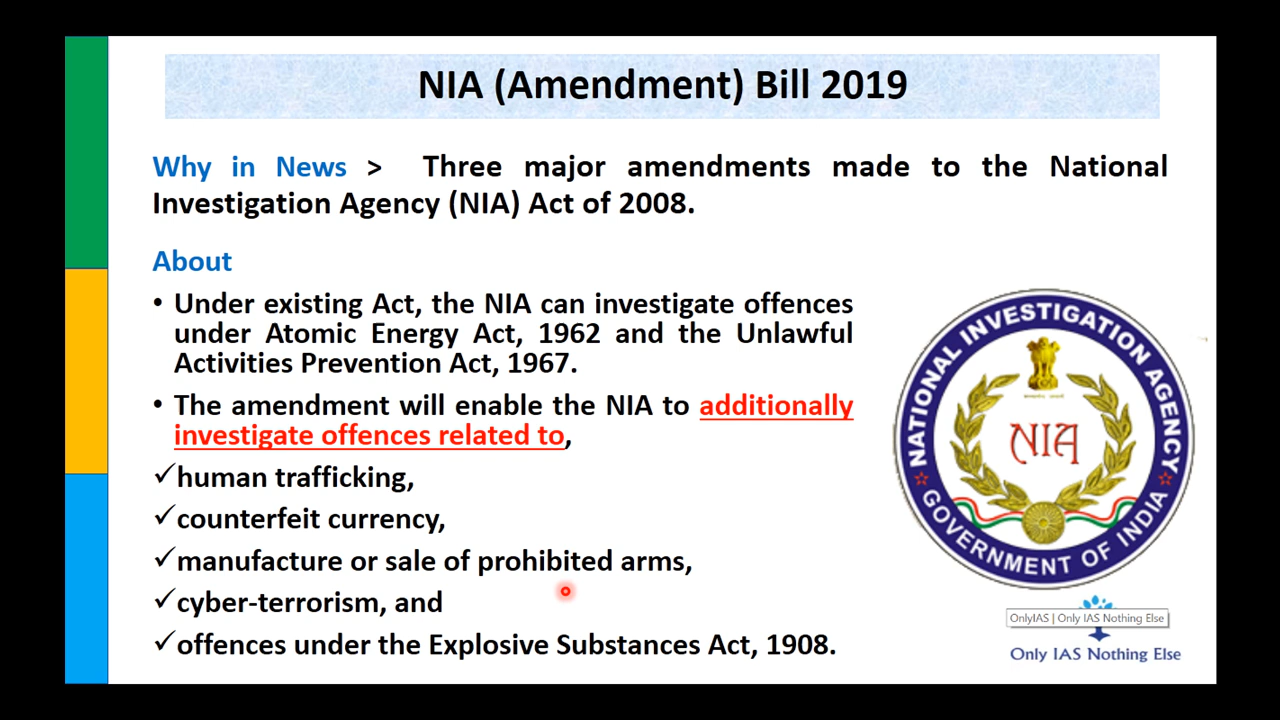 NIA (Amendment) Bill 2019
Why in News > Three major amendments made to the National
Investigation Agency (NIA) Act of 2008.
About
• Under existing Act, the NIA can investigate offences
under Atomic Energy Act, 1962 and the Unlawful
Activities Prevention Act, 1967.
• The amendment will enable the NIA to additionally
investigate offences related to,
✓human trafficking,
✓counterfeit currency,
✓manufacture or sale of prohibited arms,
✓cyber-terrorism, and
✓offences under the Explosive Substances Act, 1908.
NATIONAL INVESTIGATION AGENCY
NIA
GOVERNMENT OF INDIA
OnlyIAS | Only IAS Nothing Else
Only IAS Nothing Else